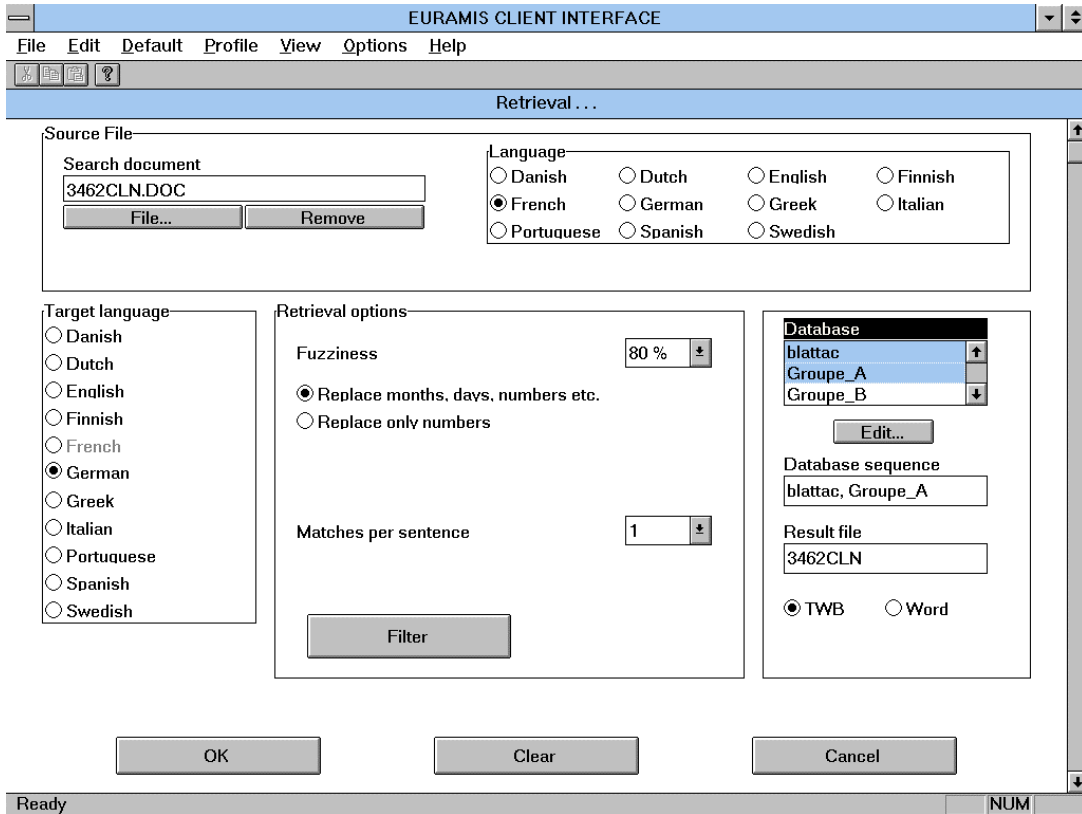 EURAMIS CLIENT INTERFACE
File Edit Default Profile View Options Help
Retrieval . . .
Source File
Search document
3462CLN.DOC
File... Remove
Language
Danish Dutch English Finnish
French German Greek Italian
Portuguese Spanish Swedish
Target language
Danish
Dutch
English
Finnish
French
German
Greek
Italian
Portuguese
Spanish
Swedish
Retrieval options
Fuzziness 80 %
Replace months, days, numbers etc.
Replace only numbers
Matches per sentence 1
Filter
Database
blattac
Groupe_A
Groupe_B
Edit...
Database sequence
blattac, Groupe_A
Result file
3462CLN
TWB Word
OK Clear Cancel
Ready NUM